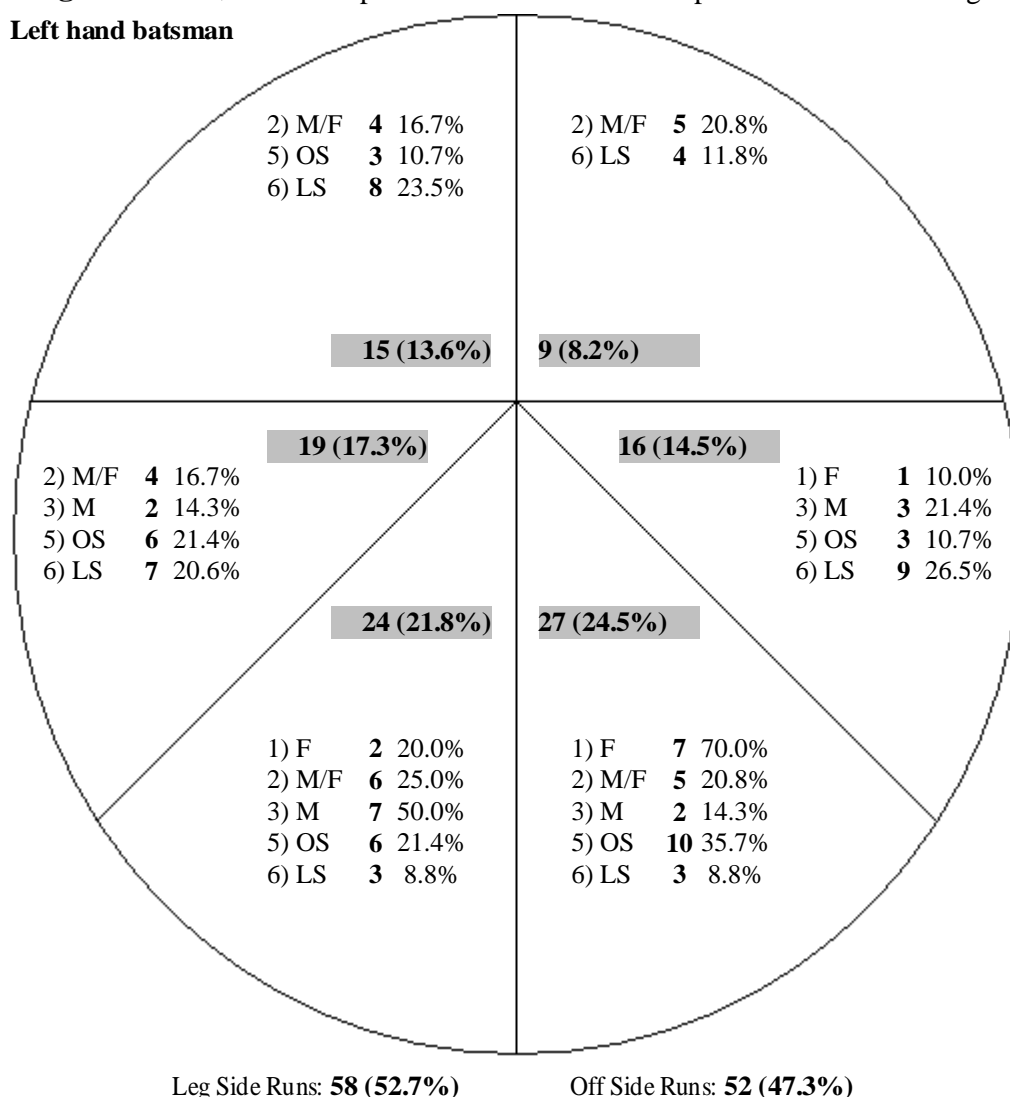 Left hand batsman
2) M/F 4 16.7%
5) OS 3 10.7%
6) LS 8 23.5%
2) M/F 5 20.8%
6) LS 4 11.8%
15 (13.6%)
9 (8.2%)
19 (17.3%)
16 (14.5%)
2) M/F 4 16.7%
3) M 2 14.3%
5) OS 6 21.4%
6) LS 7 20.6%
1) F 1 10.0%
3) M 3 21.4%
5) OS 3 10.7%
6) LS 9 26.5%
24 (21.8%)
27 (24.5%)
1) F 2 20.0%
2) M/F 6 25.0%
3) M 7 50.0%
5) OS 6 21.4%
6) LS 3 8.8%
1) F 7 70.0%
2) M/F 5 20.8%
3) M 2 14.3%
5) OS 10 35.7%
6) LS 3 8.8%
Leg Side Runs: 58 (52.7%)
Off Side Runs: 52 (47.3%)